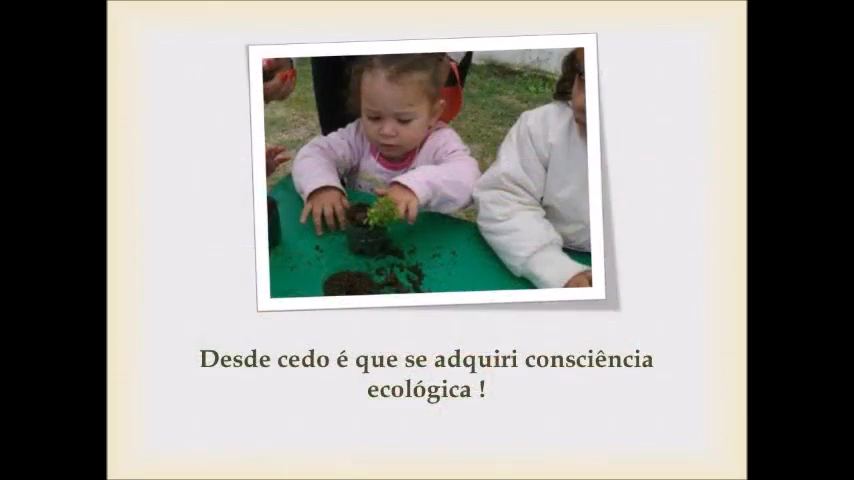 Desde cedo é que se adquiri consciência
ecológica !